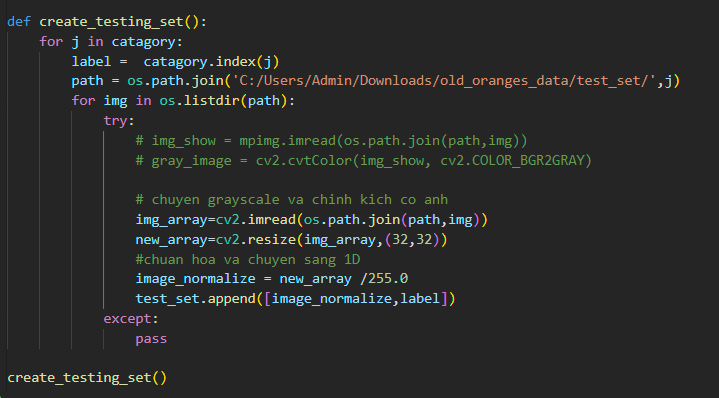 def create_testing_set():
    for j in catagory:
        label =  catagory.index(j)
        path = os.path.join('C:/Users/Admin/Downloads/old_oranges_data/test_set/',j)
        for img in os.listdir(path):
            try:
                # img_show = mpimg.imread(os.path.join(path,img))
                # gray_image = cv2.cvtColor(img_show, cv2.COLOR_BGR2GRAY)

                # chuyen grayscale va chinh kich co anh
                img_array=cv2.imread(os.path.join(path,img))
                new_array=cv2.resize(img_array,(32,32))
                #chuan hoa va chuyen sang 1D
                image_normalize = new_array /255.0
                test_set.append([image_normalize,label])
            except:
                pass

create_testing_set()